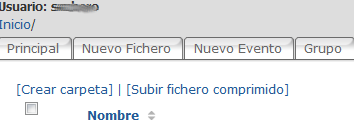 Usuario:
Inicio/
Principal Nuevo Fichero Nuevo Evento Grupo
[Crear carpeta] | [Subir fichero comprimido]
Nombre